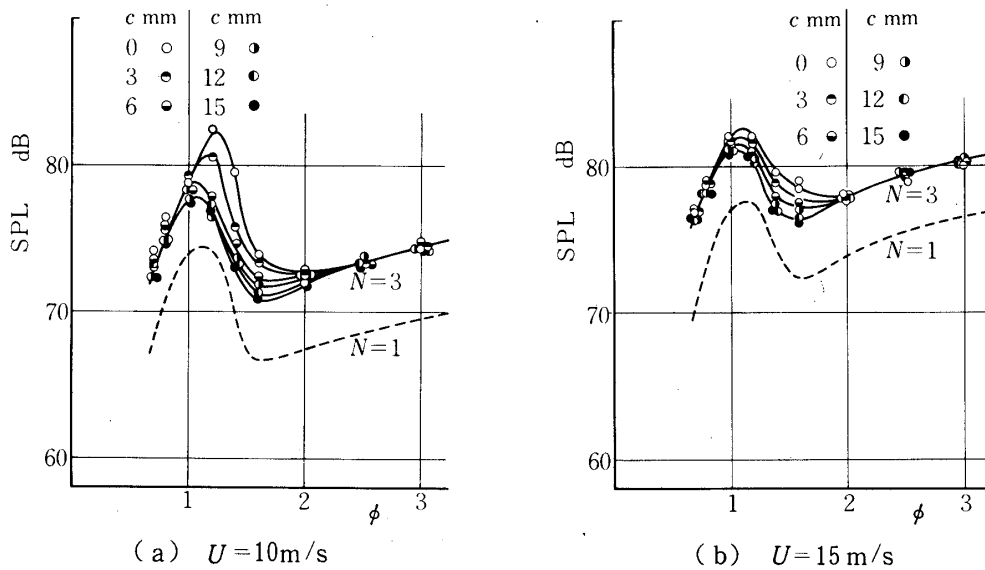 c mm c mm
0 9
3 12
6 15
SPL dB
80
70
60
N=3
N=1
1 2 3
ϕ
(a) U=10m/s
c mm c mm
0 9
3 12
6 15
SPL dB
80
70
60
N=3
N=1
1 2 3
ϕ
(b) U=15m/s